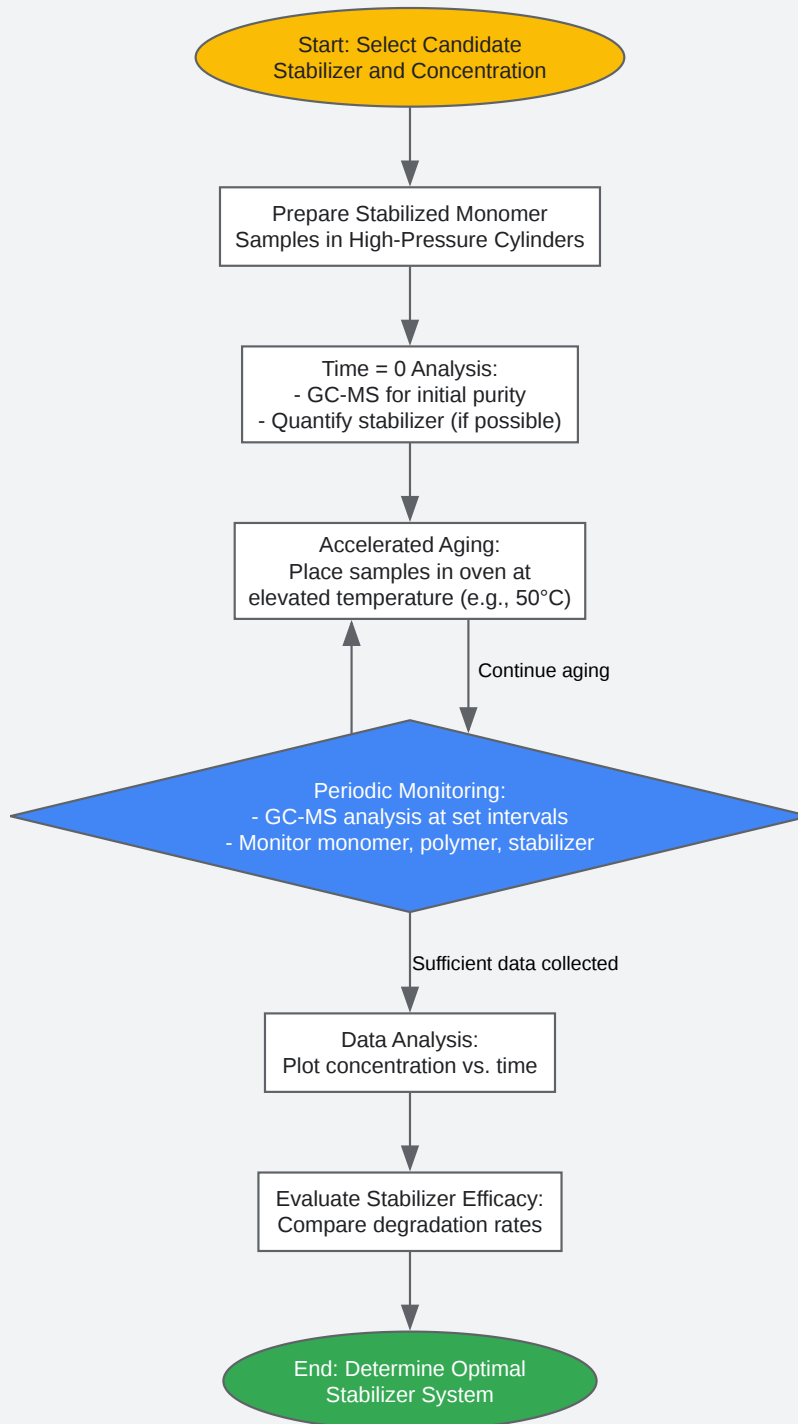 Start: Select Candidate
Stabilizer and Concentration
Prepare Stabilized Monomer
Samples in High-Pressure Cylinders
Time = 0 Analysis:
- GC-MS for initial purity
- Quantify stabilizer (if possible)
Accelerated Aging:
Place samples in oven at
elevated temperature (e.g., 50°C)
Continue aging
Periodic Monitoring:
- GC-MS analysis at set intervals
- Monitor monomer, polymer, stabilizer
Sufficient data collected
Data Analysis:
Plot concentration vs. time
Evaluate Stabilizer Efficacy:
Compare degradation rates
End: Determine Optimal
Stabilizer System